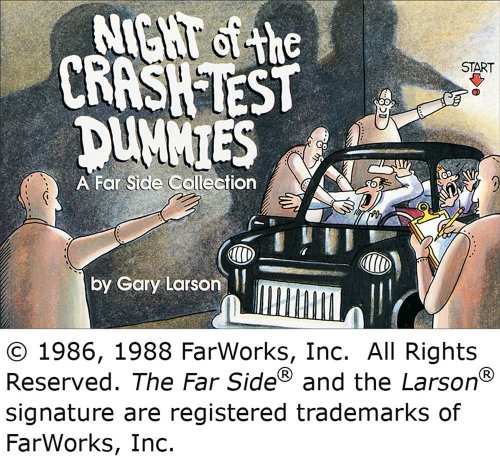 NIGHT of the
CRASH-TEST
DUMMIES
A Far Side Collection
by Gary Larson
START
© 1986, 1988 FarWorks, Inc. All Rights
Reserved. The Far Side® and the Larson®
signature are registered trademarks of
FarWorks, Inc.